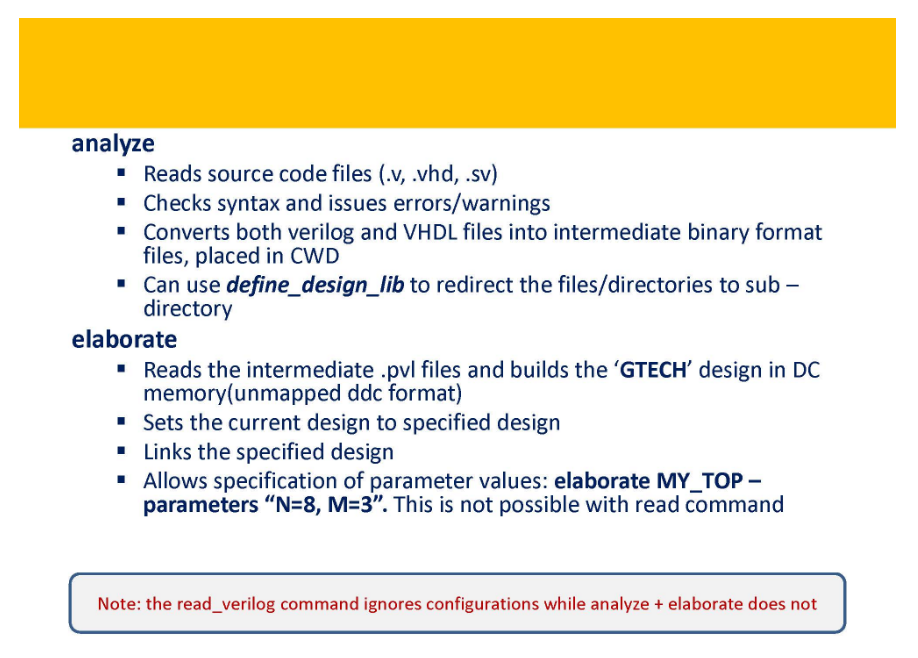 analyze
▪ Reads source code files (.v, .vhd, .sv)
▪ Checks syntax and issues errors/warnings
▪ Converts both verilog and VHDL files into intermediate binary format
files, placed in CWD
▪ Can use define_design_lib to redirect the files/directories to sub –
directory
elaborate
▪ Reads the intermediate .pvl files and builds the ‘GTECH’ design in DC
memory(unmapped ddc format)
▪ Sets the current design to specified design
▪ Links the specified design
▪ Allows specification of parameter values: elaborate MY_TOP –
parameters “N=8, M=3”. This is not possible with read command
Note: the read_verilog command ignores configurations while analyze + elaborate does not